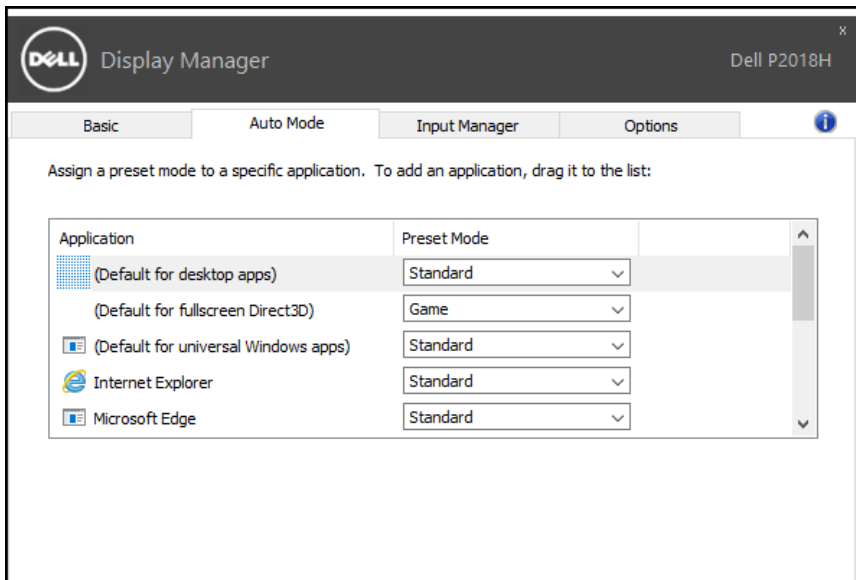 x
DELL Display Manager Dell P2018H
Basic Auto Mode Input Manager Options
Assign a preset mode to a specific application. To add an application, drag it to the list:
Application Preset Mode
(Default for desktop apps) Standard
(Default for fullscreen Direct3D) Game
(Default for universal Windows apps) Standard
Internet Explorer Standard
Microsoft Edge Standard